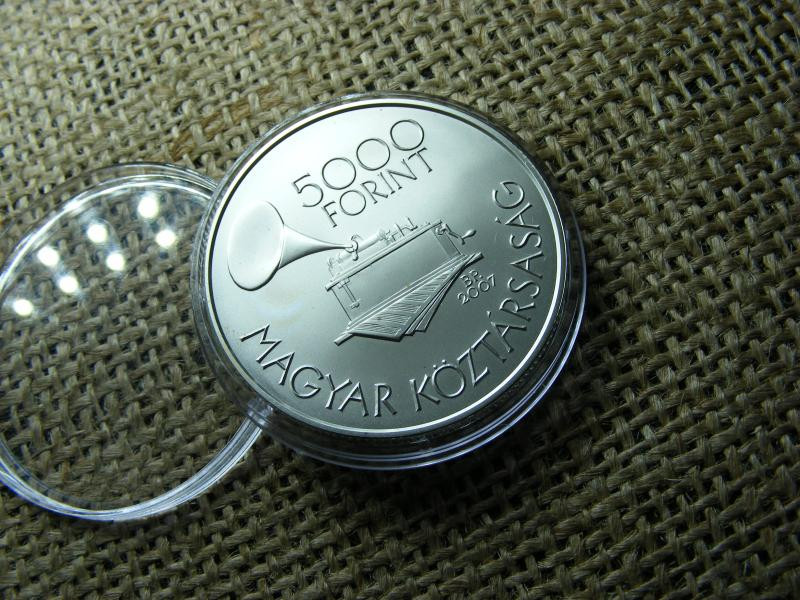 5000
FORINT
BP.
2007
MAGYAR KÖZTÁRSASÁG